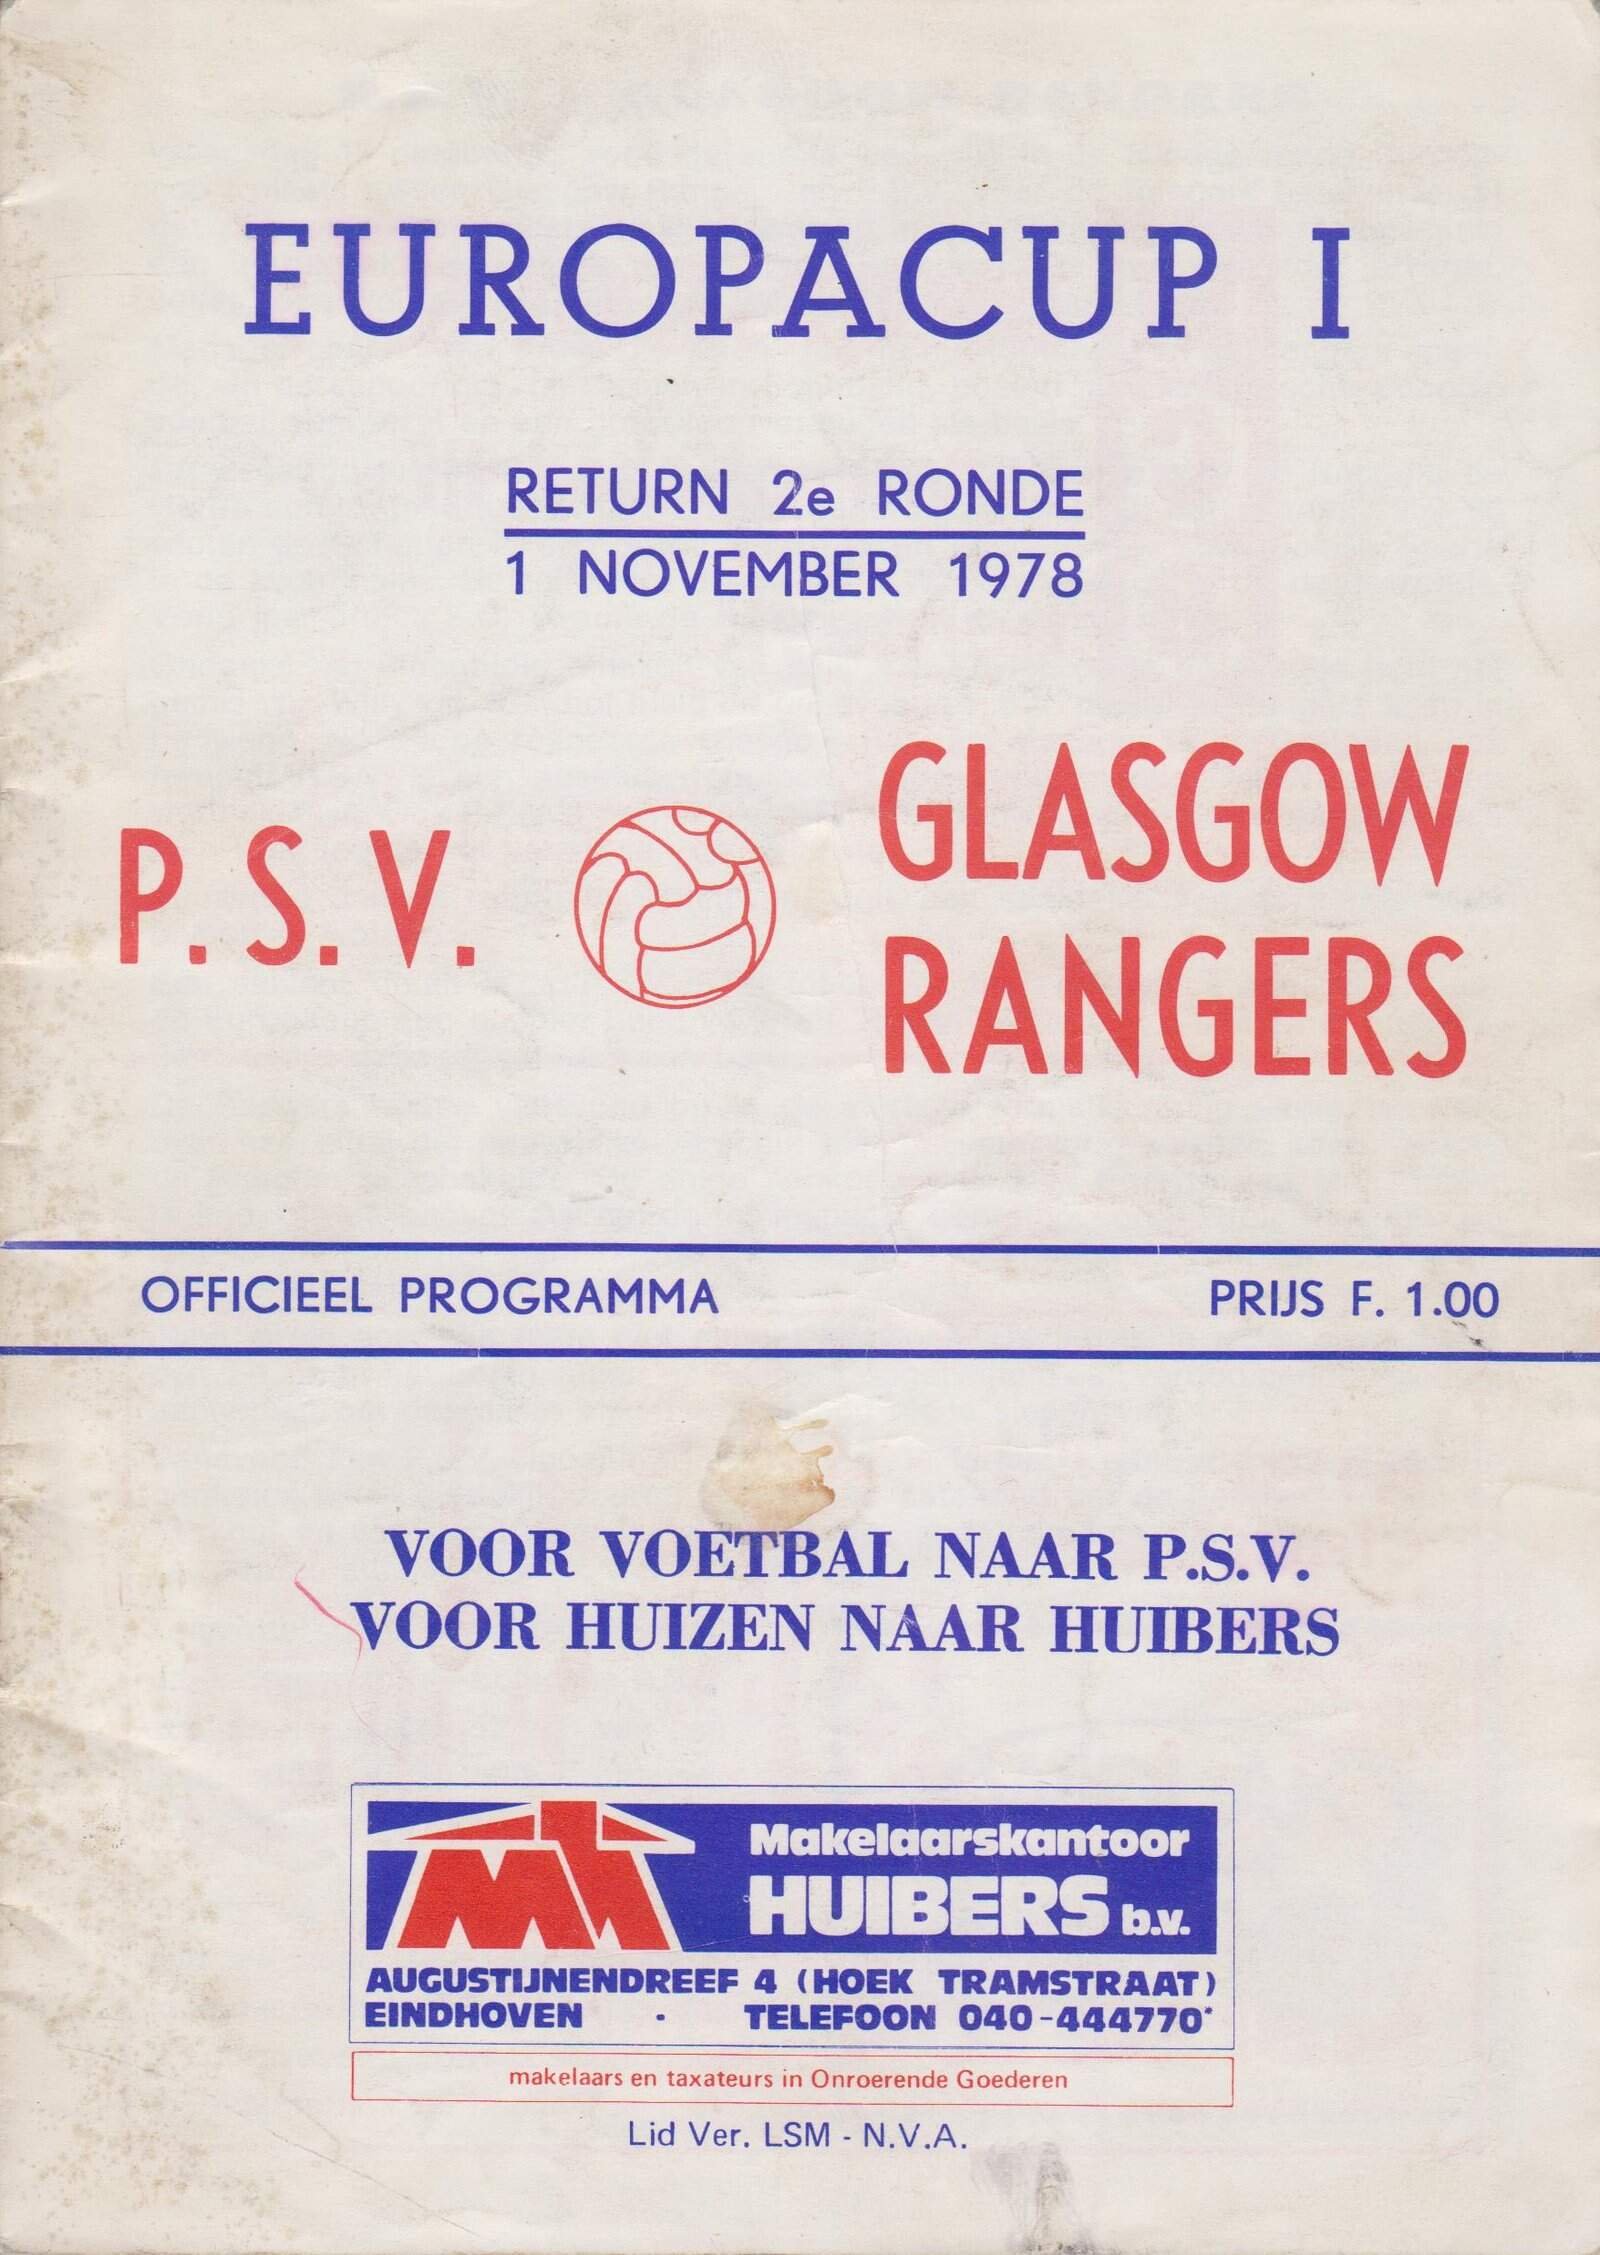 EUROPACUP I
RETURN 2e RONDE
1 NOVEMBER 1978
P.S.V.
GLASGOW
RANGERS
OFFICIEEL PROGRAMMA PRIJS F. 1.00
VOOR VOETBAL NAAR P.S.V.
VOOR HUIZEN NAAR HUIBERS
Makelaarskantoor
HUIBERS b.v.
AUGUSTIJNENDREEF 4 (HOEK TRAMSTRAAT)
EINDHOVEN - TELEFOON 040-444770*
makelaars en taxateurs in Onroerende Goederen
Lid Ver. LSM - N.V.A.